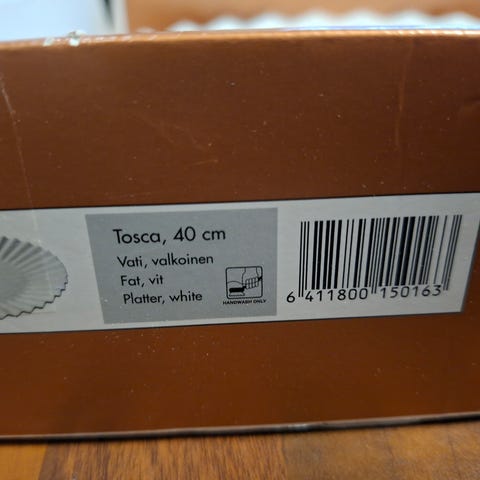 Tosca, 40 cm
Vati, valkoinen
Fat, vit
Platter, white
HANDWASH ONLY
6 411800 150163